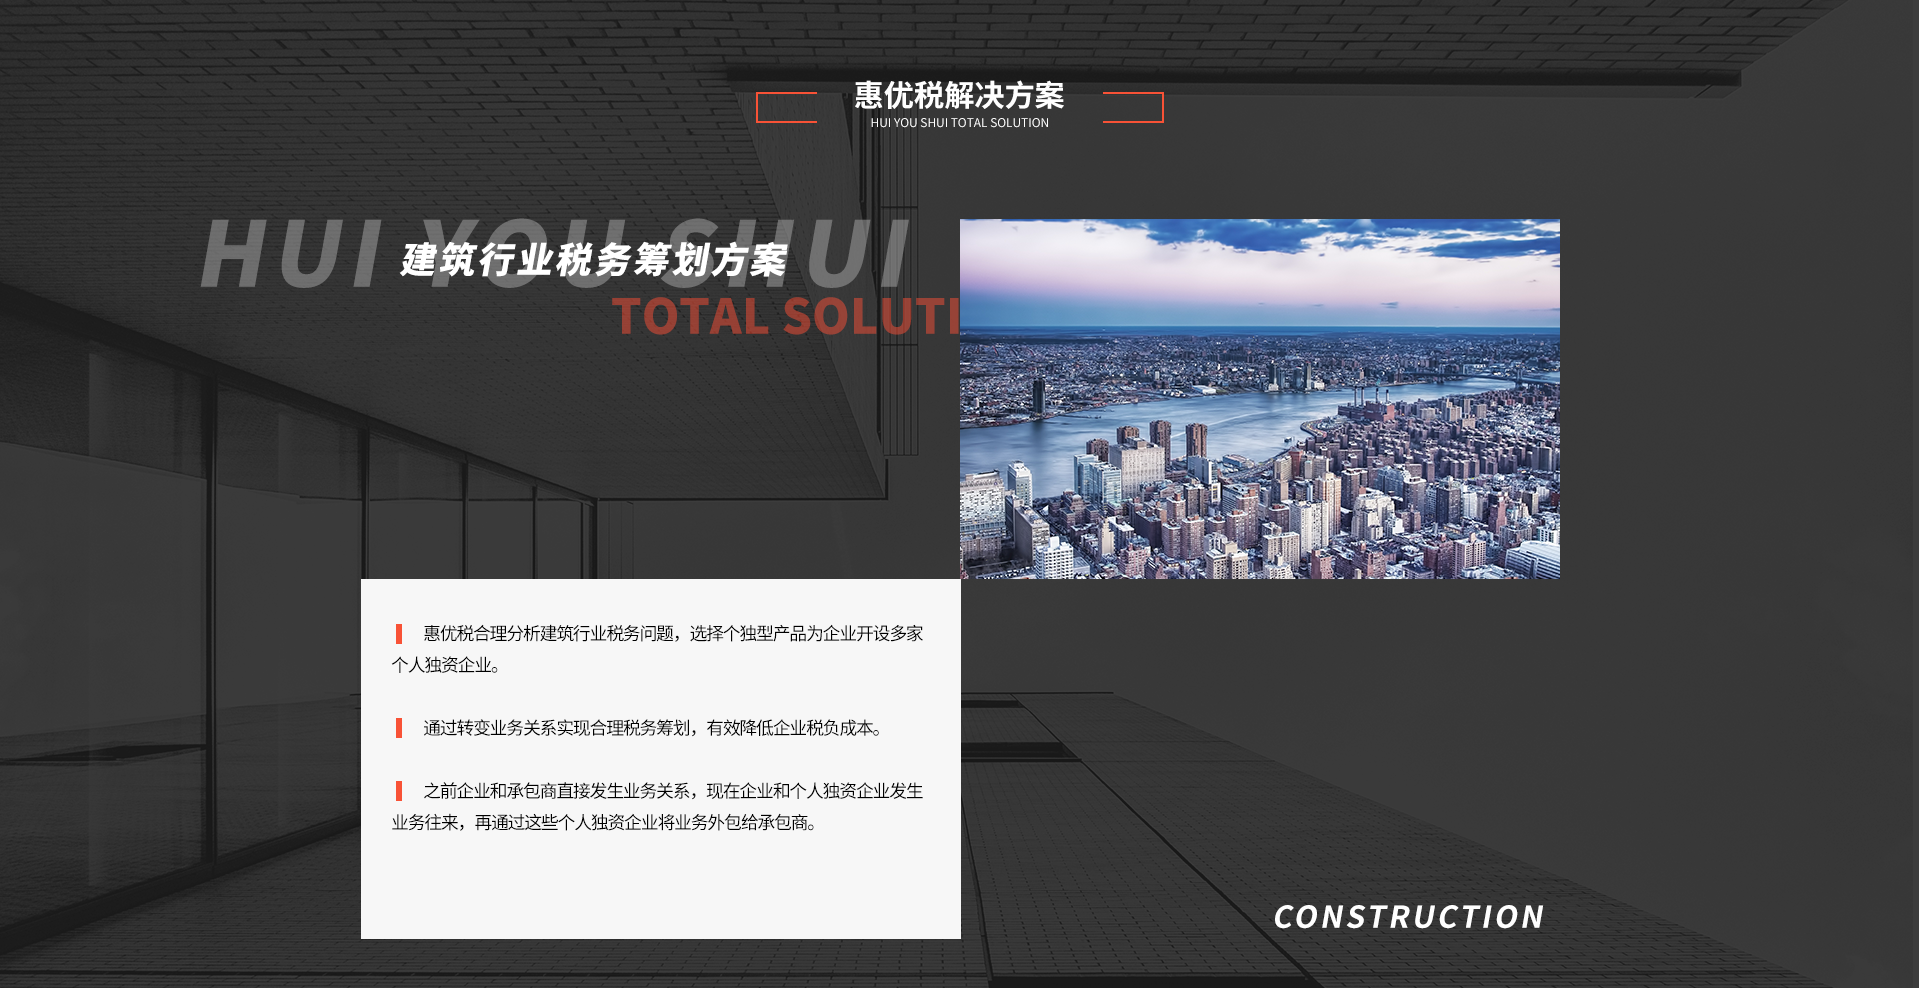 惠优税解决方案
HUI YOU SHUI TOTAL SOLUTION
HUI YOU SHUI
建筑行业税务筹划方案
TOTAL SOLUTI
惠优税合理分析建筑行业税务问题，选择个独型产品为企业开设多家
个人独资企业。
通过转变业务关系实现合理税务筹划，有效降低企业税负成本。
之前企业和承包商直接发生业务关系，现在企业和个人独资企业发生
业务往来，再通过这些个人独资企业将业务外包给承包商。
CONSTRUCTION